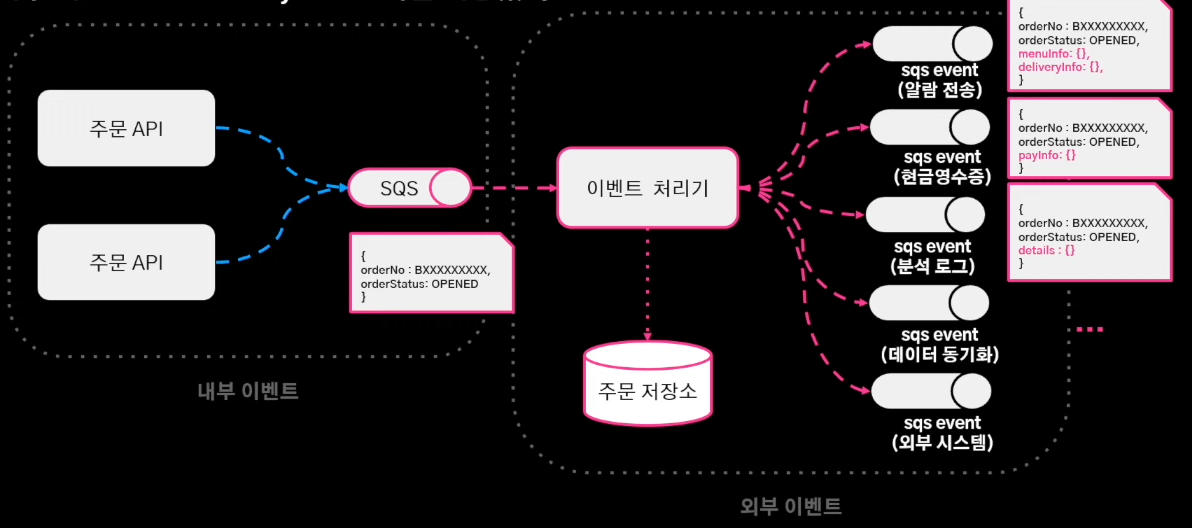 주문 API
주문 API
SQS
{
orderNo : BXXXXXXXXX,
orderStatus: OPENED
}
내부 이벤트
이벤트 처리기
주문 저장소
sqs event
(알람 전송)
{
orderNo : BXXXXXXXXX,
orderStatus: OPENED,
menuInfo: {},
deliveryInfo: {},
}
sqs event
(현금영수증)
{
orderNo : BXXXXXXXXX,
orderStatus: OPENED,
payInfo: {}
}
sqs event
(분석 로그)
{
orderNo : BXXXXXXXXX,
orderStatus: OPENED,
details : {}
}
sqs event
(데이터 동기화)
...
sqs event
(외부 시스템)
외부 이벤트